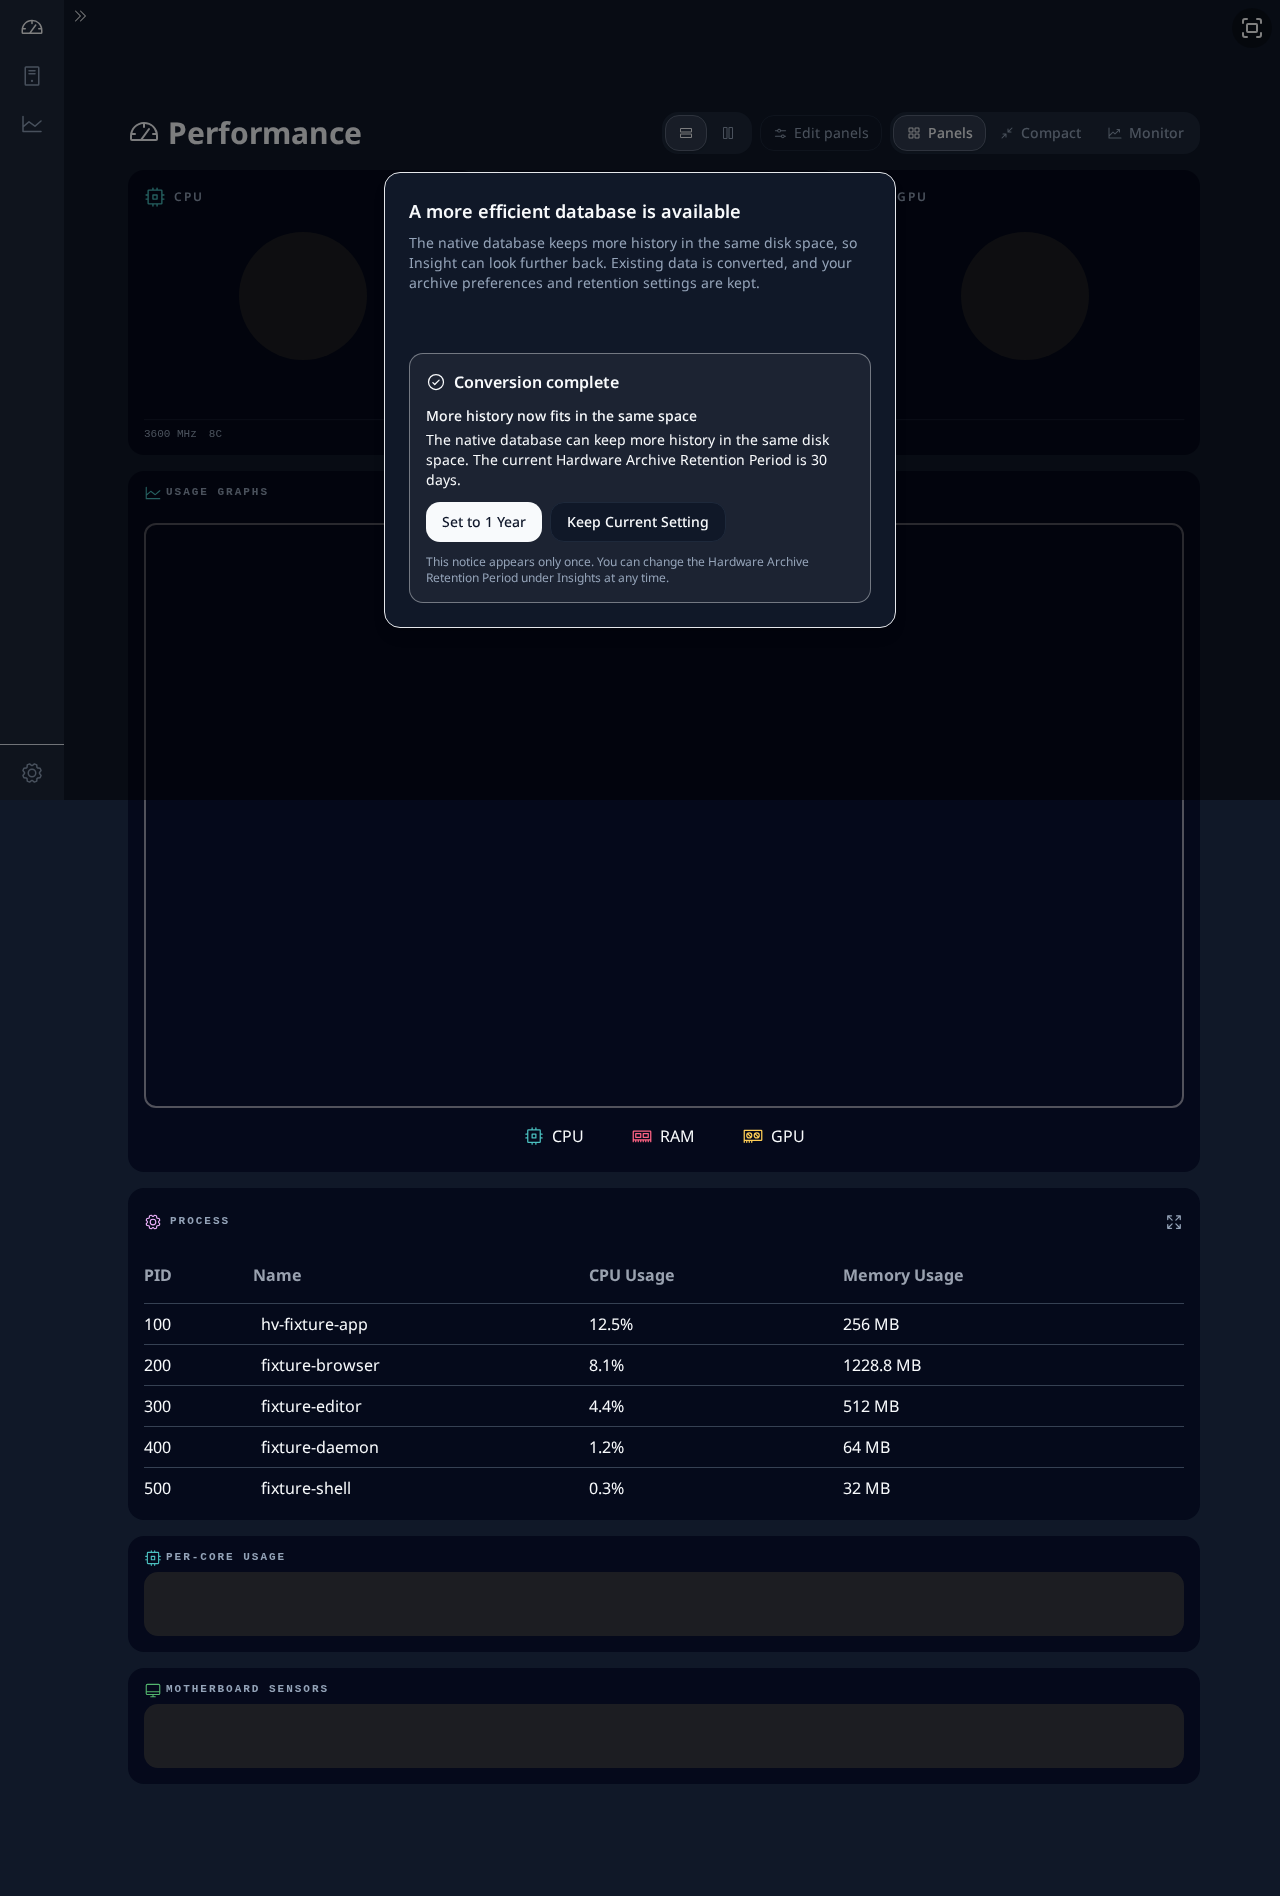 Performance
Edit panels
Panels
Compact
Monitor
CPU
GPU
3600 MHz 8C
A more efficient database is available
The native database keeps more history in the same disk space, so
Insight can look further back. Existing data is converted, and your
archive preferences and retention settings are kept.
Conversion complete
More history now fits in the same space
The native database can keep more history in the same disk
space. The current Hardware Archive Retention Period is 30
days.
Set to 1 Year
Keep Current Setting
This notice appears only once. You can change the Hardware Archive
Retention Period under Insights at any time.
USAGE GRAPHS
CPU
RAM
GPU
PROCESS
PID Name CPU Usage Memory Usage
100 hv-fixture-app 12.5% 256 MB
200 fixture-browser 8.1% 1228.8 MB
300 fixture-editor 4.4% 512 MB
400 fixture-daemon 1.2% 64 MB
500 fixture-shell 0.3% 32 MB
PER-CORE USAGE
MOTHERBOARD SENSORS